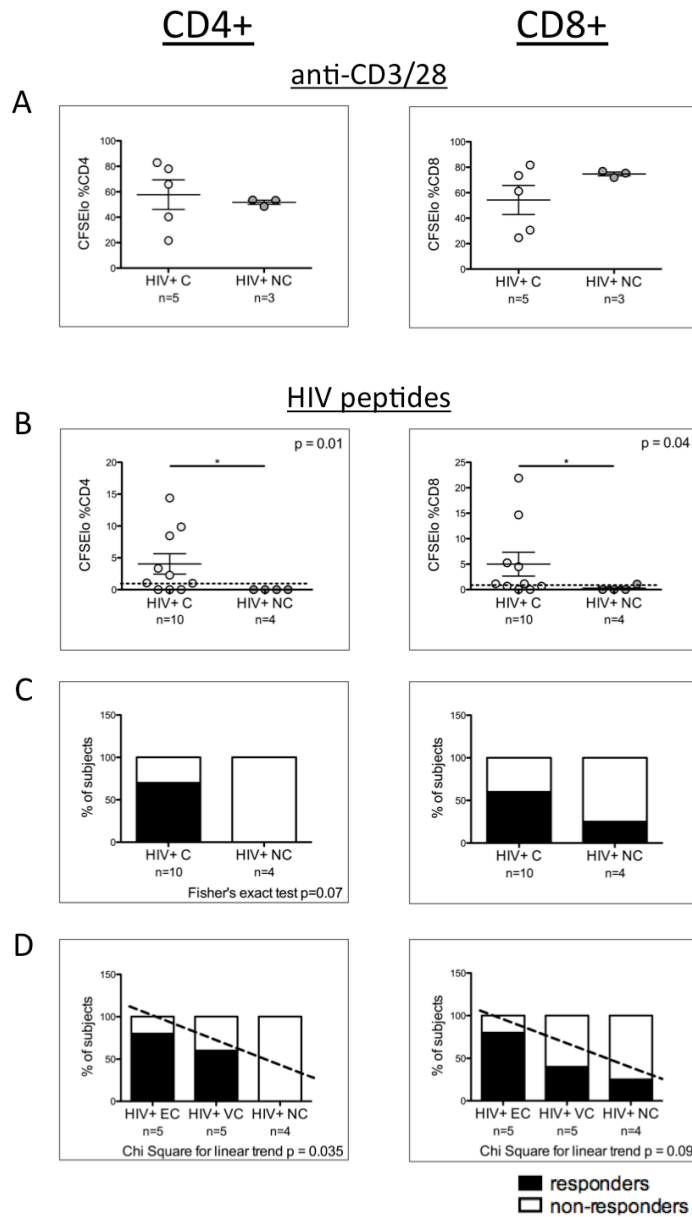 CD4+ CD8+
anti-CD3/28
A
CFSElo %CD4
100
80
60
40
20
0
HIV+ C HIV+ NC
n=5 n=3
CFSElo %CD8
100
80
60
40
20
0
HIV+ C HIV+ NC
n=5 n=3
HIV peptides
B
p = 0.01
*
CFSElo %CD4
20
15
10
5
0
HIV+ C HIV+ NC
n=10 n=4
p = 0.04
*
CFSElo %CD8
25
20
15
10
5
0
HIV+ C HIV+ NC
n=10 n=4
C
% of subjects
150
100
50
0
HIV+ C HIV+ NC
n=10 n=4
Fisher's exact test p=0.07
% of subjects
150
100
50
0
HIV+ C HIV+ NC
n=10 n=4
D
% of subjects
150
100
50
0
HIV+ EC HIV+ VC HIV+ NC
n=5 n=5 n=4
Chi Square for linear trend p = 0.035
% of subjects
150
100
50
0
HIV+ EC HIV+ VC HIV+ NC
n=5 n=5 n=4
Chi Square for linear trend p = 0.09
responders
non-responders